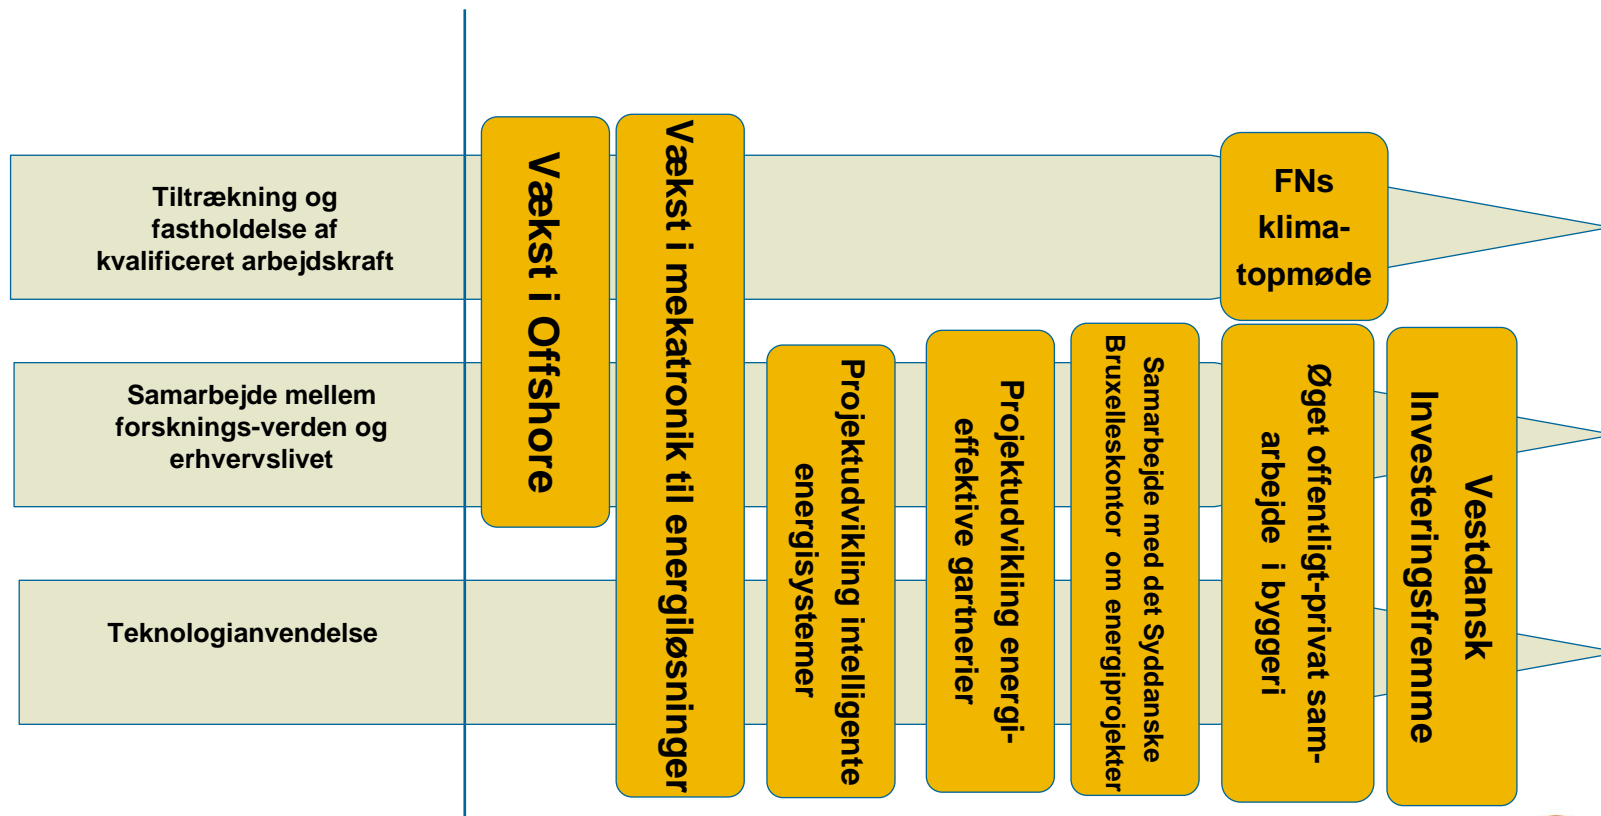 Tiltrækning og
fastholdelse af
kvalificeret arbejdskraft
Samarbejde mellem
forsknings-verden og
erhvervslivet
Teknologianvendelse
Vækst i Offshore
Vækst i mekatronik til energiløsninger
Projektudvikling intelligente
energisystemer
Projektudvikling energi-
effektive gartnerier
Samarbejde med det Syddanske
Bruxelleskontor om energiprojekter
FNs
klima-
topmøde
Øget offentligt-privat sam-
arbejde i byggeri
Vestdansk
Investeringsfremme